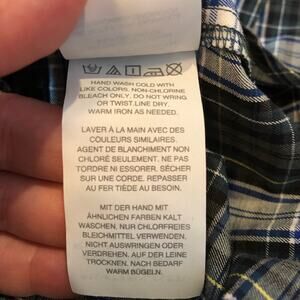 HAND WASH COLD WITH
LIKE COLORS. NON-CHLORINE
BLEACH ONLY. DO NOT WRING
OR TWIST. LINE DRY.
WARM IRON AS NEEDED.
LAVER À LA MAIN AVEC DES
COULEURS SIMILAIRES.
AGENT DE BLANCHIMENT NON
CHLORÉ SEULEMENT. NE PAS
TORDRE NI ESSORER. SÉCHER
SUR UNE CORDE. REPASSER
AU FER TIÈDE AU BESOIN.
MIT DER HAND MIT
ÄHNLICHEN FARBEN KALT
WASCHEN, NUR CHLORFREIES
BLEICHMITTEL VERWENDEN.
NICHT AUSWRINGEN ODER
VERDREHEN. AUF DER LEINE
TROCKNEN. NACH BEDARF
WARM BÜGELN.